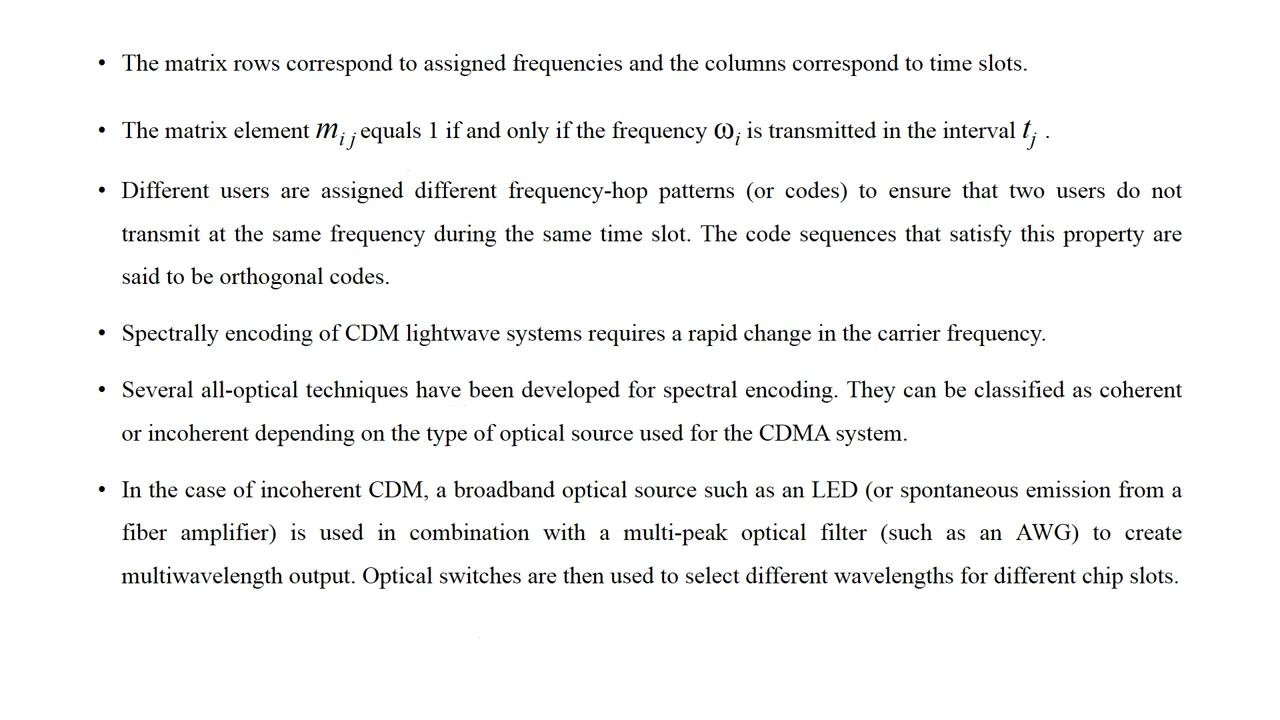 • The matrix rows correspond to assigned frequencies and the columns correspond to time slots.
• The matrix element m_{ij} equals 1 if and only if the frequency ω_i is transmitted in the interval t_j .
• Different users are assigned different frequency-hop patterns (or codes) to ensure that two users do not
transmit at the same frequency during the same time slot. The code sequences that satisfy this property are
said to be orthogonal codes.
• Spectrally encoding of CDM lightwave systems requires a rapid change in the carrier frequency.
• Several all-optical techniques have been developed for spectral encoding. They can be classified as coherent
or incoherent depending on the type of optical source used for the CDMA system.
• In the case of incoherent CDM, a broadband optical source such as an LED (or spontaneous emission from a
fiber amplifier) is used in combination with a multi-peak optical filter (such as an AWG) to create
multiwavelength output. Optical switches are then used to select different wavelengths for different chip slots.